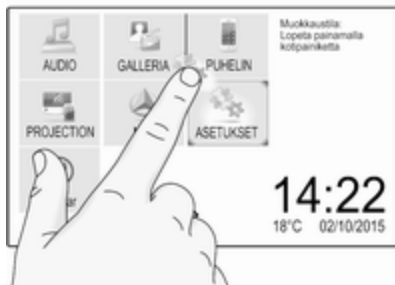 AUDIO
GALLERIA
PUHELIN
Muokkaustila:
Lopeta painamalla
kotipainiketta
PROJECTION
ASETUKSET
14:22
18°C 02/10/2015